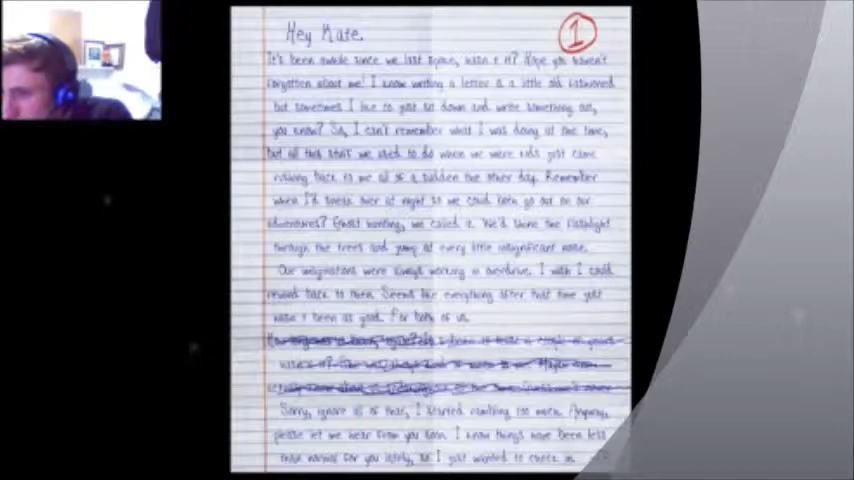 Hey Kate.
1
It's been awhile since we last spoke, hasn't it? Hope you haven't
forgotten about me! I know writing a letter is a little old fashioned
but sometimes I like to just sit down and write something out,
you know? So, I can't remember what I was doing at the time,
but all this stuff we used to do when we were kids just came
rushing back to me all of a sudden the other day. Remember
when I'd sneak over at night so we could both go out on our
adventures? Ghost hunting, we called it. We'd shine the flashlight
through the trees and jump at every little insignificant noise.
Our imaginations were always working in overdrive. I wish I could
rewind back to then. Seems like everything after that time just
hasn't been as good. For both of us.
Sorry, ignore all of that, I started rambling too much. Anyway,
please let me hear from you soon. I know things have been less
than normal for you lately, so I just wanted to check in